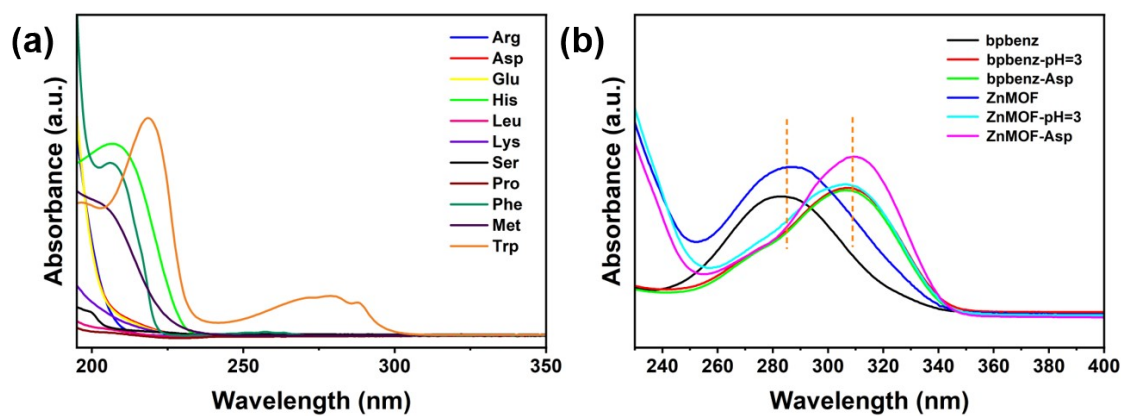 (a)
Absorbance (a.u.)
Arg
Asp
Glu
His
Leu
Lys
Ser
Pro
Phe
Met
Trp
200
250
300
350
Wavelength (nm)
(b)
Absorbance (a.u.)
bpbenz
bpbenz-pH=3
bpbenz-Asp
ZnMOF
ZnMOF-pH=3
ZnMOF-Asp
240
260
280
300
320
340
360
380
400
Wavelength (nm)